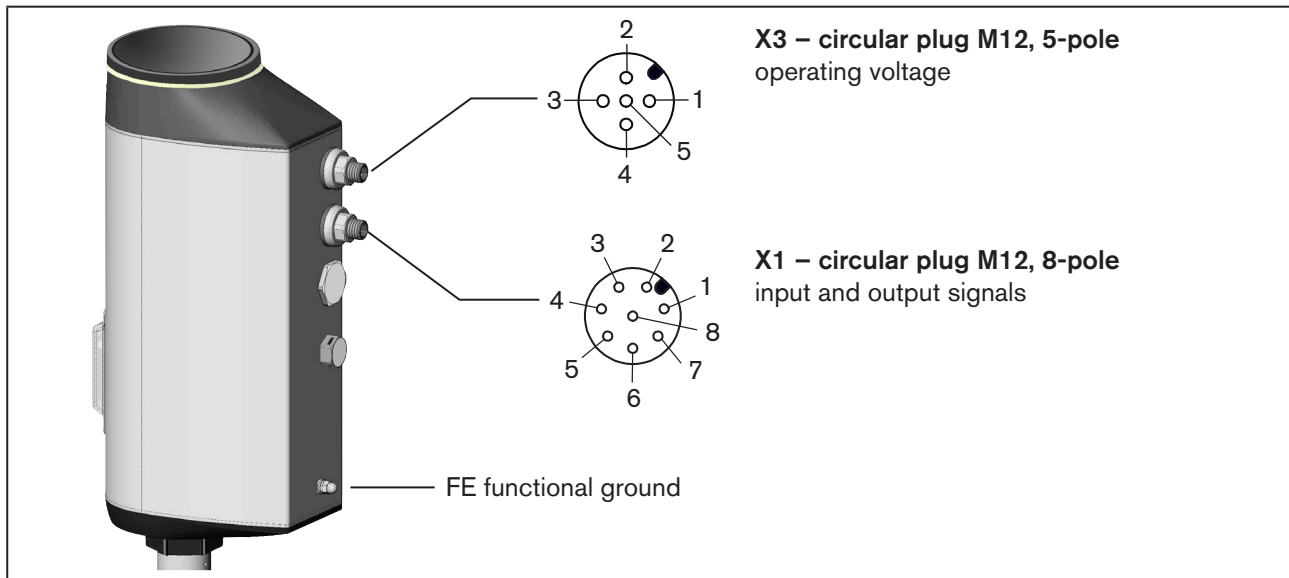 2
3
1
5
4
X3 – circular plug M12, 5-pole
operating voltage
3
2
4
1
8
5
7
6
X1 – circular plug M12, 8-pole
input and output signals
FE functional ground